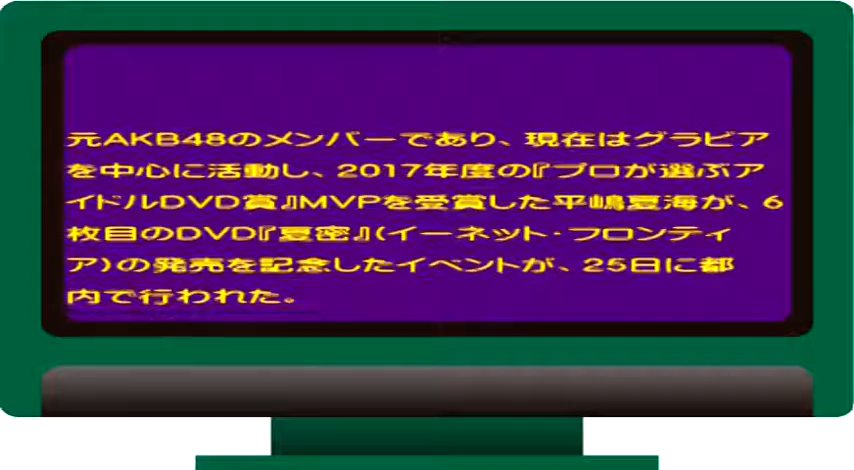 元AKB48のメンバーであり、現在はグラビア
を中心に活動し、2017年度の『プロが選ぶア
イドルDVD賞』MVPを受賞した平嶋夏海が、6
枚目のDVD『夏密』(イーネット・フロンティ
ア)の発売を記念したイベントが、25日に都
内で行われた。